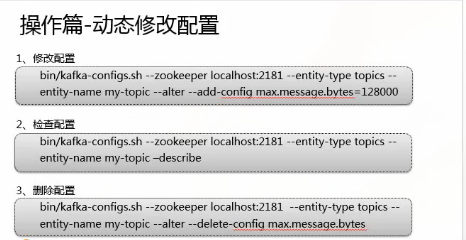 操作篇-动态修改配置
1、修改配置
bin/kafka-configs.sh --zookeeper localhost:2181 --entity-type topics --
entity-name my-topic --alter --add-config max.message.bytes=128000
2、检查配置
bin/kafka-configs.sh --zookeeper localhost:2181 --entity-type topics --
entity-name my-topic –describe
3、删除配置
bin/kafka-configs.sh --zookeeper localhost:2181  --entity-type topics --
entity-name my-topic --alter --delete-config max.message.bytes